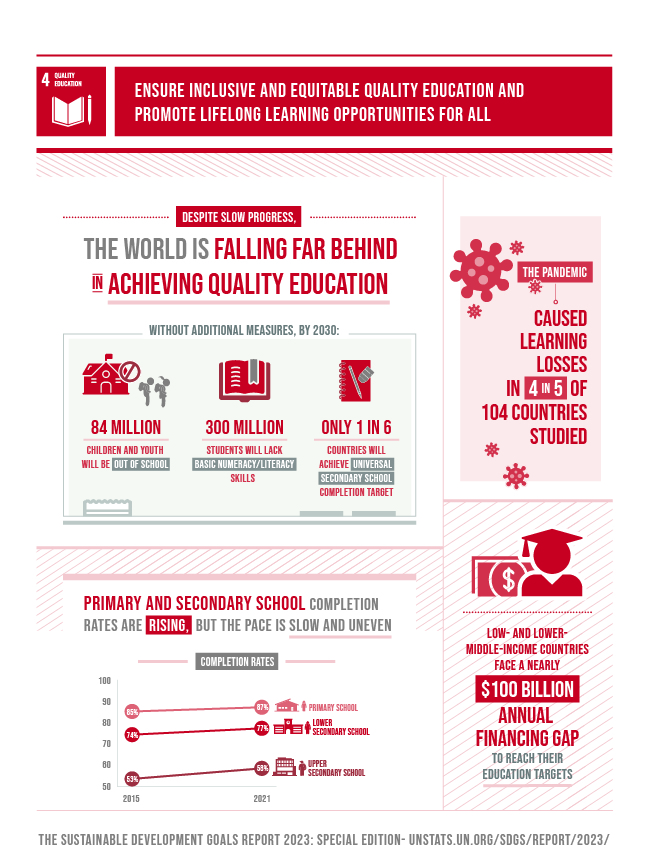 4 QUALITY
EDUCATION
ENSURE INCLUSIVE AND EQUITABLE QUALITY EDUCATION AND
PROMOTE LIFELONG LEARNING OPPORTUNITIES FOR ALL
DESPITE SLOW PROGRESS,
THE WORLD IS FALLING FAR BEHIND
IN ACHIEVING QUALITY EDUCATION
WITHOUT ADDITIONAL MEASURES, BY 2030:
84 MILLION
CHILDREN AND YOUTH
WILL BE OUT OF SCHOOL
300 MILLION
STUDENTS WILL LACK
BASIC NUMERACY/LITERACY
SKILLS
ONLY 1 IN 6
COUNTRIES WILL
ACHIEVE UNIVERSAL
SECONDARY SCHOOL
COMPLETION TARGET
THE PANDEMIC
CAUSED
LEARNING
LOSSES
IN 4 IN 5 OF
104 COUNTRIES
STUDIED
PRIMARY AND SECONDARY SCHOOL COMPLETION
RATES ARE RISING, BUT THE PACE IS SLOW AND UNEVEN
COMPLETION RATES
100
90
80
70
60
50
85%
87%
PRIMARY SCHOOL
74%
77%
LOWER
SECONDARY SCHOOL
53%
58%
UPPER
SECONDARY SCHOOL
2015
2021
$
LOW- AND LOWER-
MIDDLE-INCOME COUNTRIES
FACE A NEARLY
$100 BILLION
ANNUAL
FINANCING GAP
TO REACH THEIR
EDUCATION TARGETS
THE SUSTAINABLE DEVELOPMENT GOALS REPORT 2023: SPECIAL EDITION- UNSTATS.UN.ORG/SDGS/REPORT/2023/